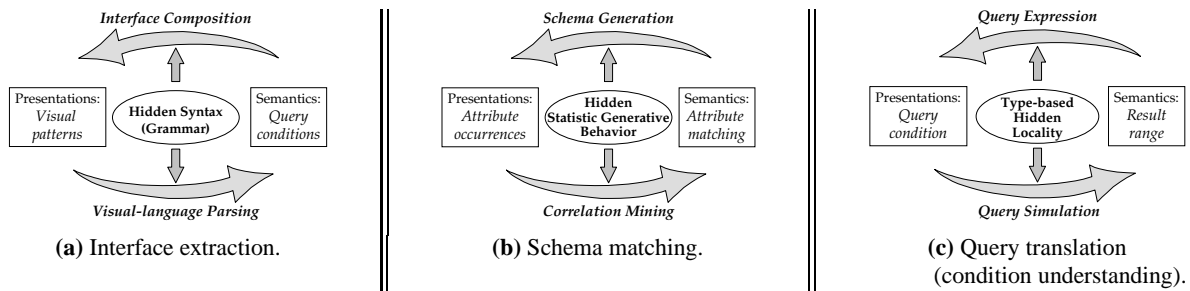 Interface Composition
Presentations:
Visual
patterns
Hidden Syntax
(Grammar)
Semantics:
Query
conditions
Visual-language Parsing
(a) Interface extraction.
Schema Generation
Presentations:
Attribute
occurrences
Hidden
Statistic Generative
Behavior
Semantics:
Attribute
matching
Correlation Mining
(b) Schema matching.
Query Expression
Presentations:
Query
condition
Type-based
Hidden
Locality
Semantics:
Result
range
Query Simulation
(c) Query translation
(condition understanding).